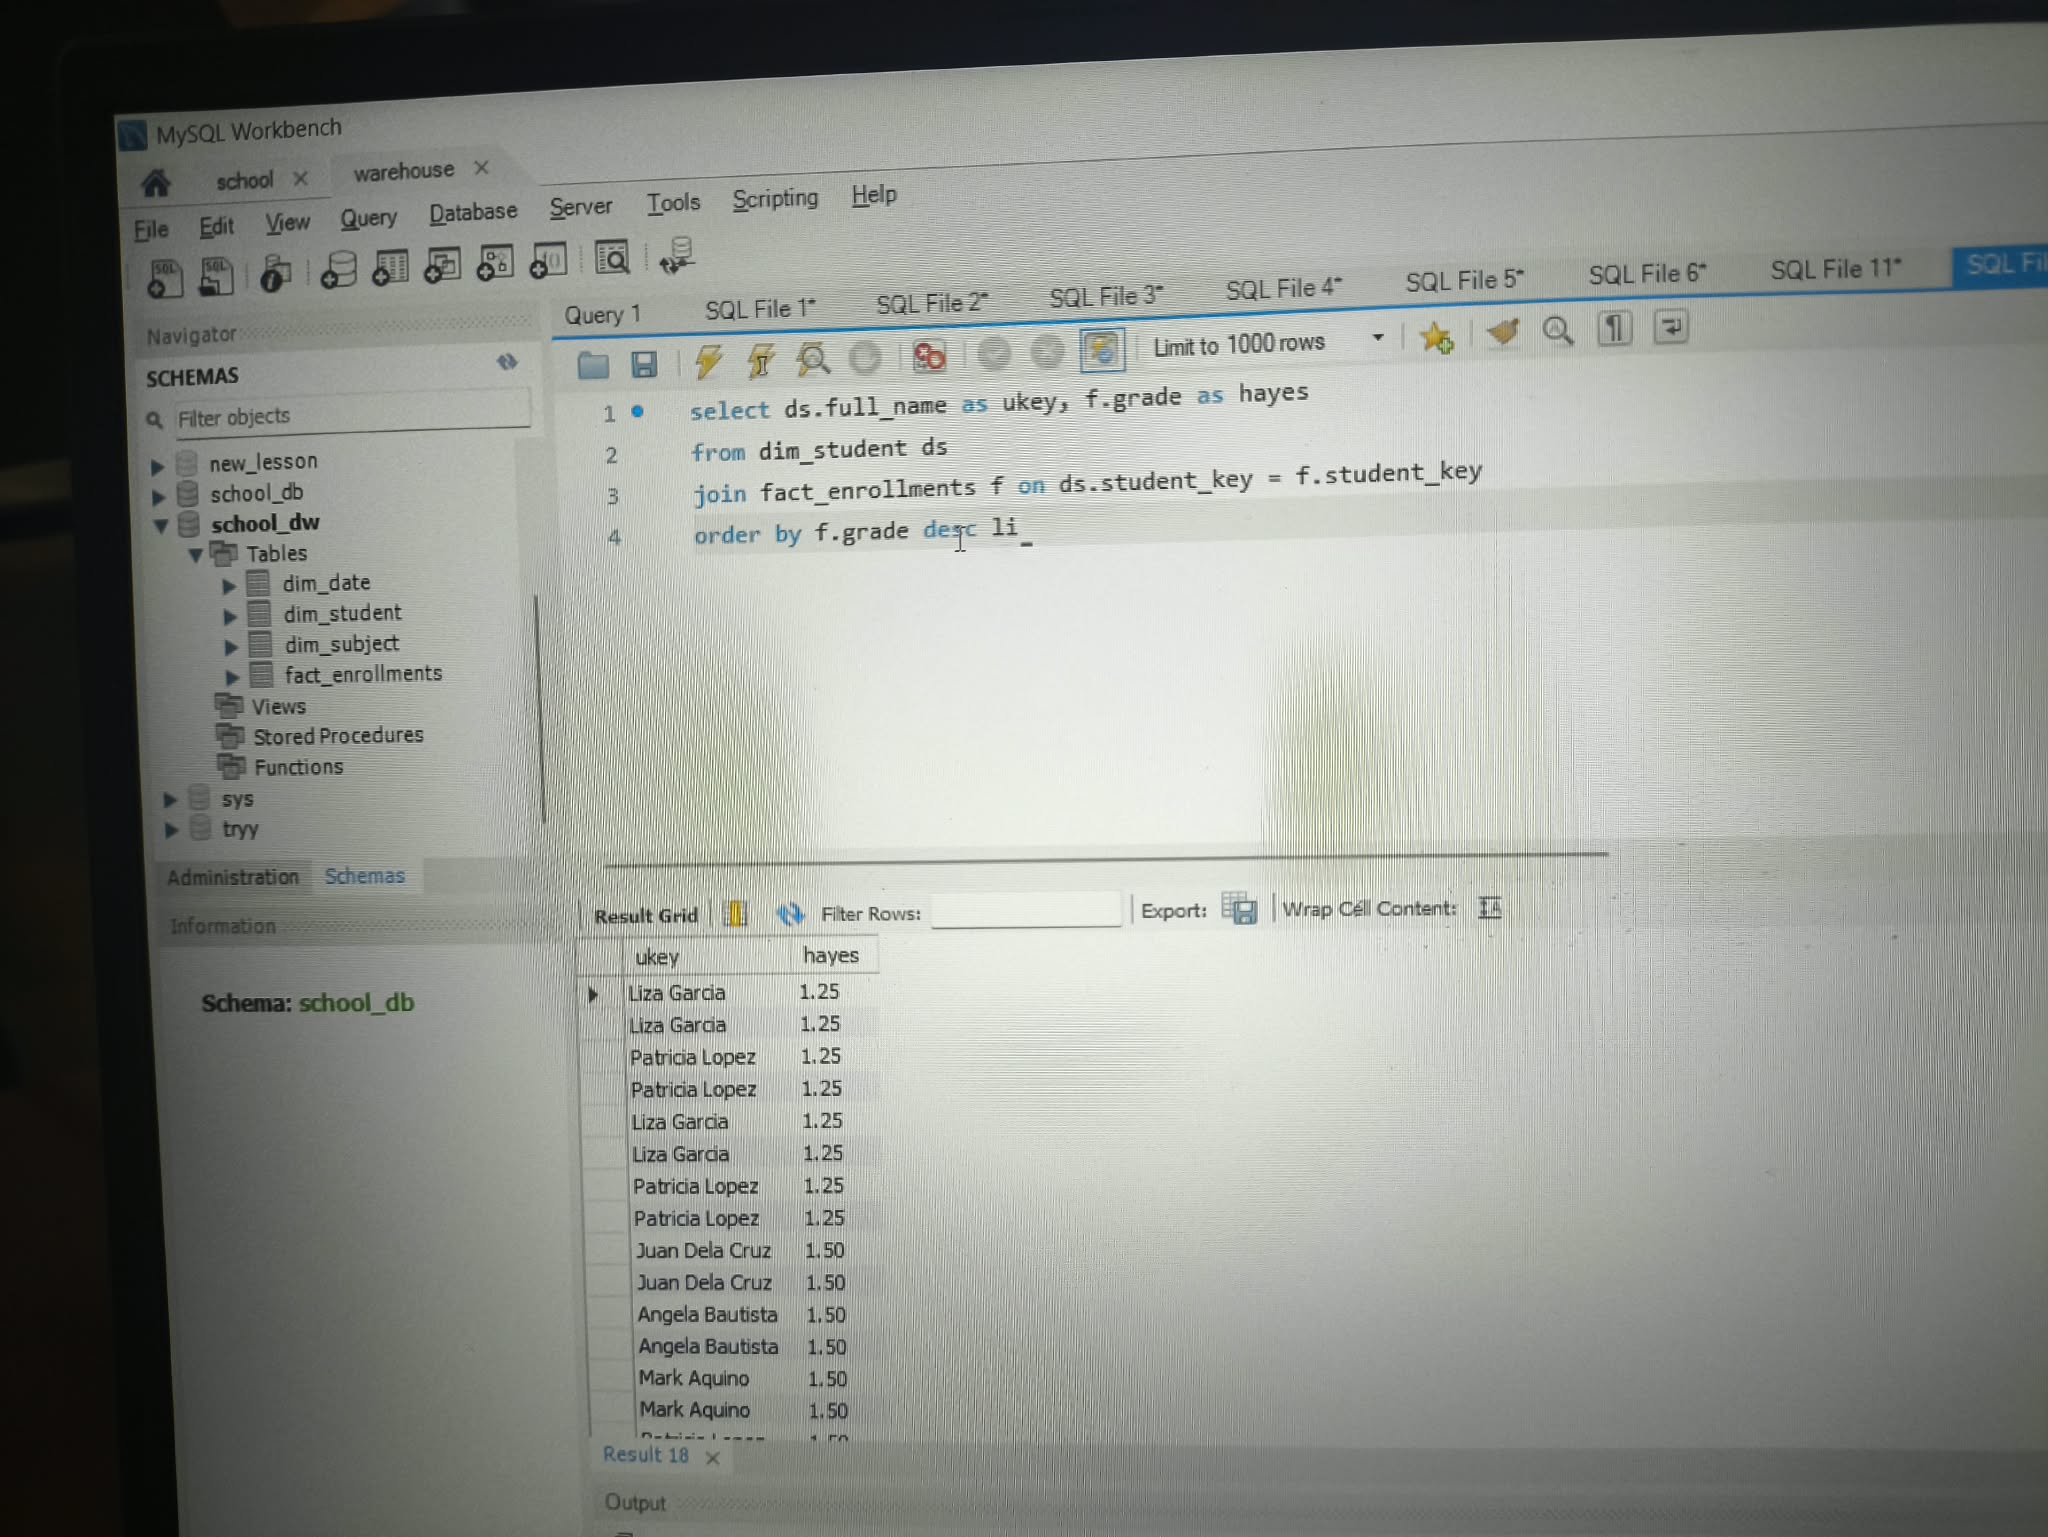 MySQL Workbench
school
warehouse
File Edit View Query Database Server Tools Scripting Help
Query 1 SQL File 1* SQL File 2* SQL File 3* SQL File 4* SQL File 5* SQL File 6* SQL File 11* SQL
Limit to 1000 rows
Navigator
SCHEMAS
Filter objects
new_lesson
school_db
school_dw
Tables
dim_date
dim_student
dim_subject
fact_enrollments
Views
Stored Procedures
Functions
sys
tryy
Administration Schemas
Information
Schema: school_db
1 select ds.full_name as ukey, f.grade as hayes
2 from dim_student ds
3 join fact_enrollments f on ds.student_key = f.student_key
4 order by f.grade desc li
Result Grid Filter Rows: Export: Wrap Cell Content:
ukey hayes
Liza Garcia 1.25
Liza Garcia 1.25
Patricia Lopez 1.25
Patricia Lopez 1.25
Liza Garcia 1.25
Liza Garcia 1.25
Patricia Lopez 1.25
Patricia Lopez 1.25
Juan Dela Cruz 1.50
Juan Dela Cruz 1.50
Angela Bautista 1.50
Angela Bautista 1.50
Mark Aquino 1.50
Mark Aquino 1.50
Result 18
Output